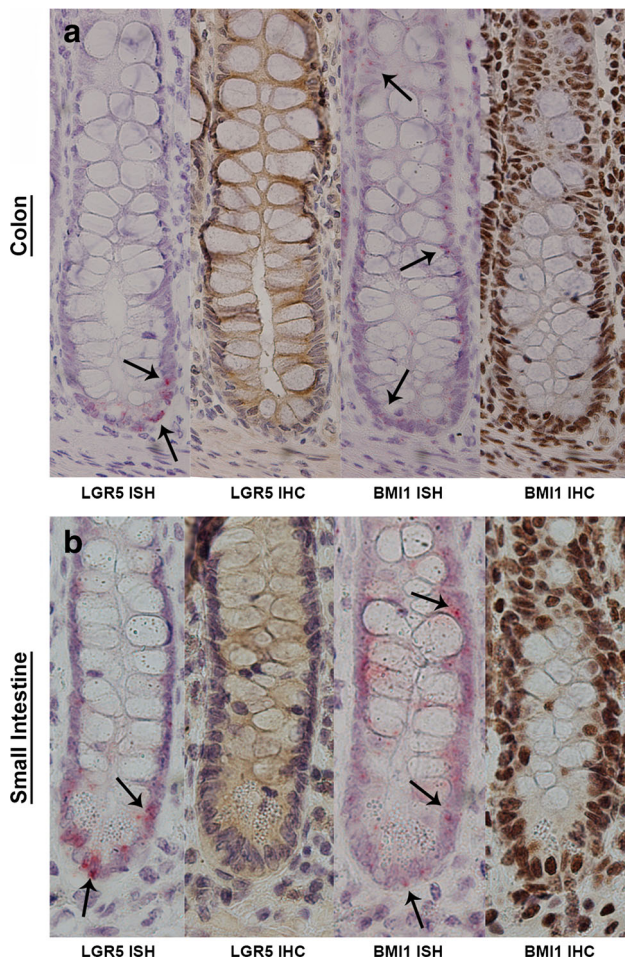 a
Colon
LGR5 ISH
LGR5 IHC
BMI1 ISH
BMI1 IHC
b
Small Intestine
LGR5 ISH
LGR5 IHC
BMI1 ISH
BMI1 IHC